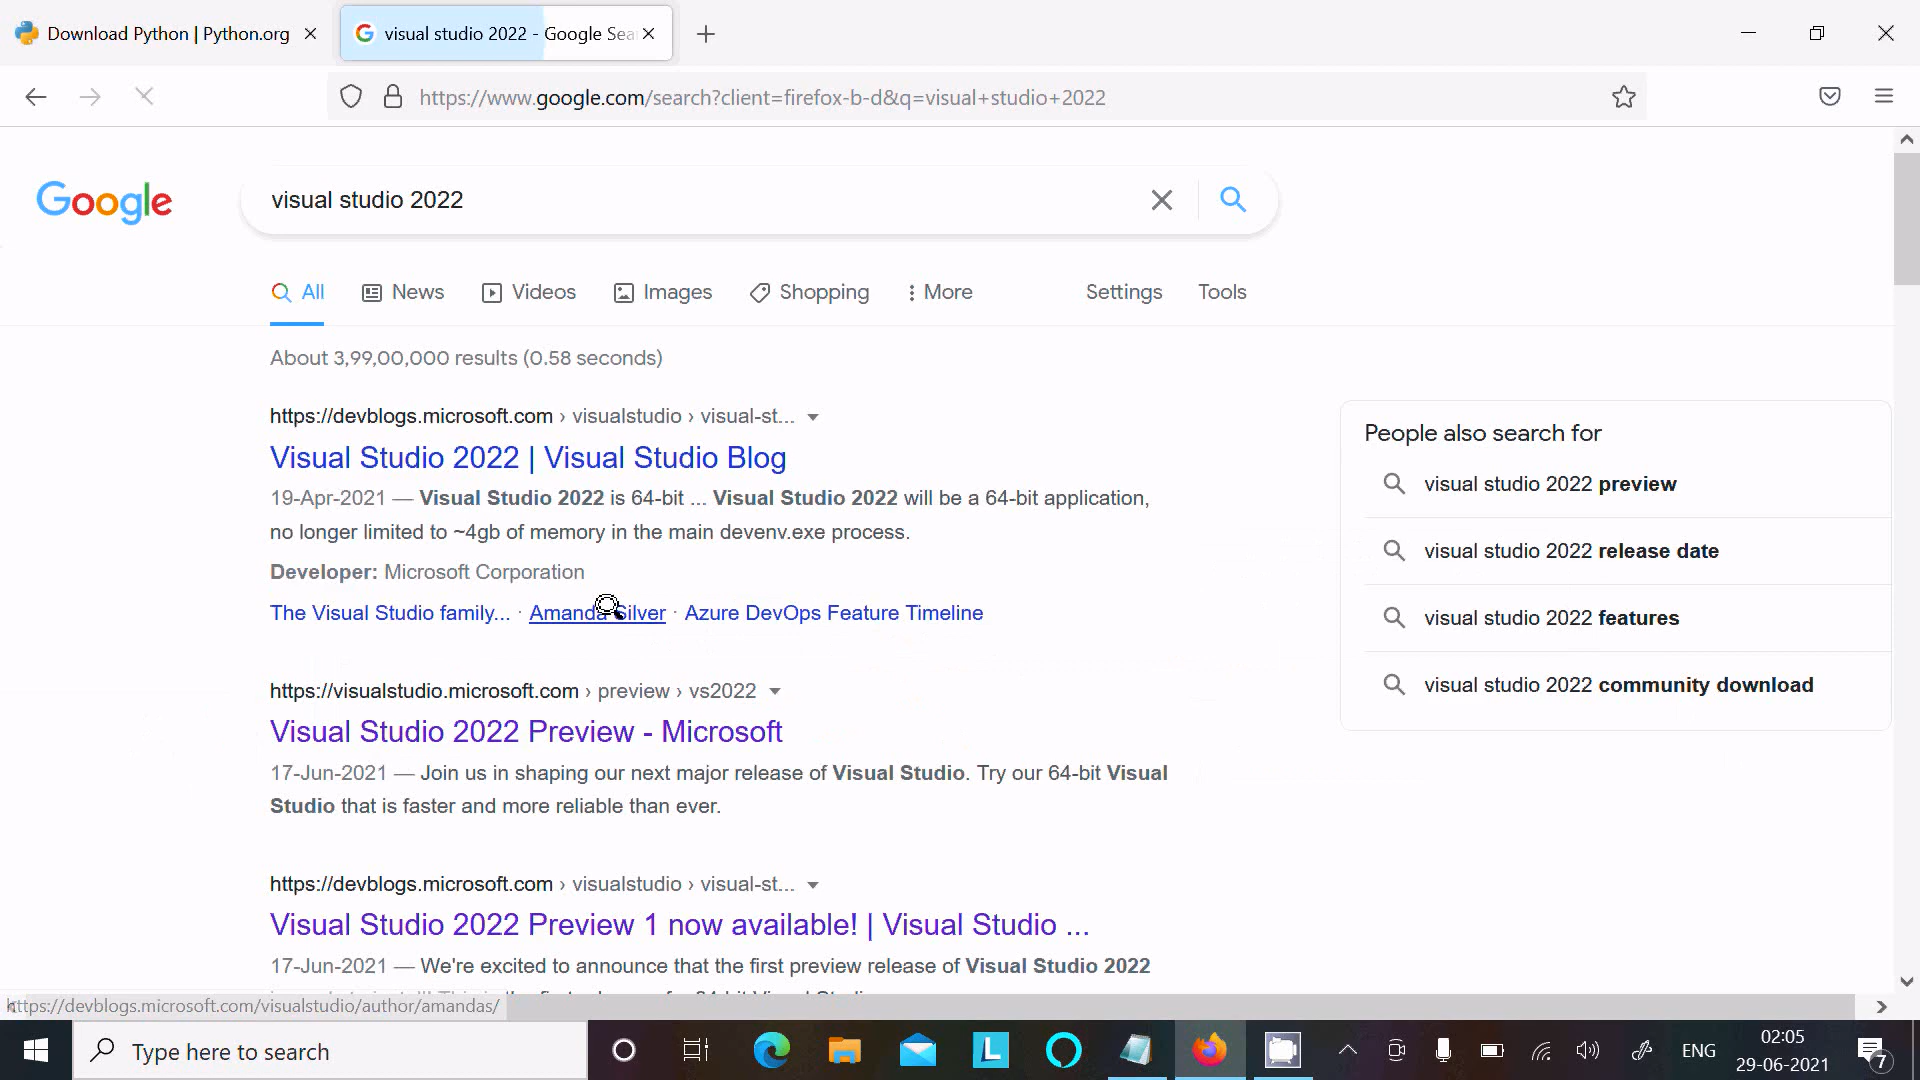 Download Python | Python.org
visual studio 2022 - Google Sea
https://www.google.com/search?client=firefox-b-d&q=visual+studio+2022
Google
visual studio 2022
All News Videos Images Shopping More Settings Tools
About 3,99,00,000 results (0.58 seconds)
https://devblogs.microsoft.com › visualstudio › visual-st...
Visual Studio 2022 | Visual Studio Blog
19-Apr-2021 — Visual Studio 2022 is 64-bit ... Visual Studio 2022 will be a 64-bit application,
no longer limited to ~4gb of memory in the main devenv.exe process.
Developer: Microsoft Corporation
The Visual Studio family... · Amanda Silver · Azure DevOps Feature Timeline
https://visualstudio.microsoft.com › preview › vs2022
Visual Studio 2022 Preview - Microsoft
17-Jun-2021 — Join us in shaping our next major release of Visual Studio. Try our 64-bit Visual
Studio that is faster and more reliable than ever.
https://devblogs.microsoft.com › visualstudio › visual-st...
Visual Studio 2022 Preview 1 now available! | Visual Studio ...
17-Jun-2021 — We're excited to announce that the first preview release of Visual Studio 2022
People also search for
visual studio 2022 preview
visual studio 2022 release date
visual studio 2022 features
visual studio 2022 community download
https://devblogs.microsoft.com/visualstudio/author/amandas/
Type here to search
L
ENG
02:05
29-06-2021
7